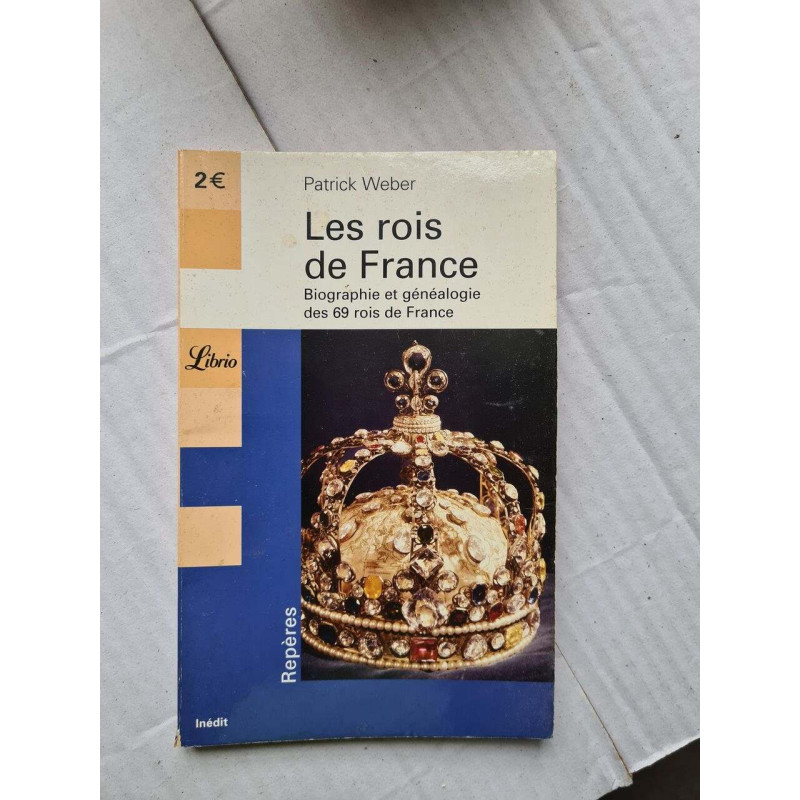 2€
Patrick Weber
Les rois
de France
Biographie et généalogie
des 69 rois de France
Librio
Repères
Inédit